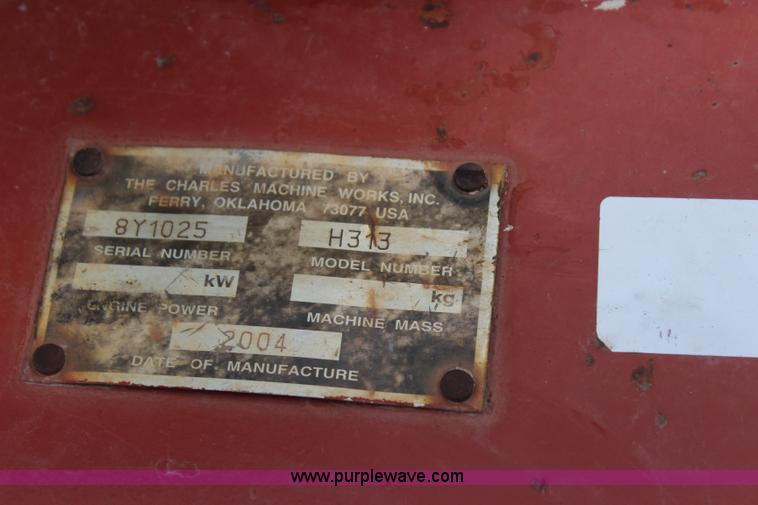 MANUFACTURED BY
THE CHARLES MACHINE WORKS, INC.
PERRY, OKLAHOMA 73077 USA
8Y1025 H313
SERIAL NUMBER MODEL NUMBER
kW kg
ENGINE POWER MACHINE MASS
2004
DATE OF MANUFACTURE
www.purplewave.com